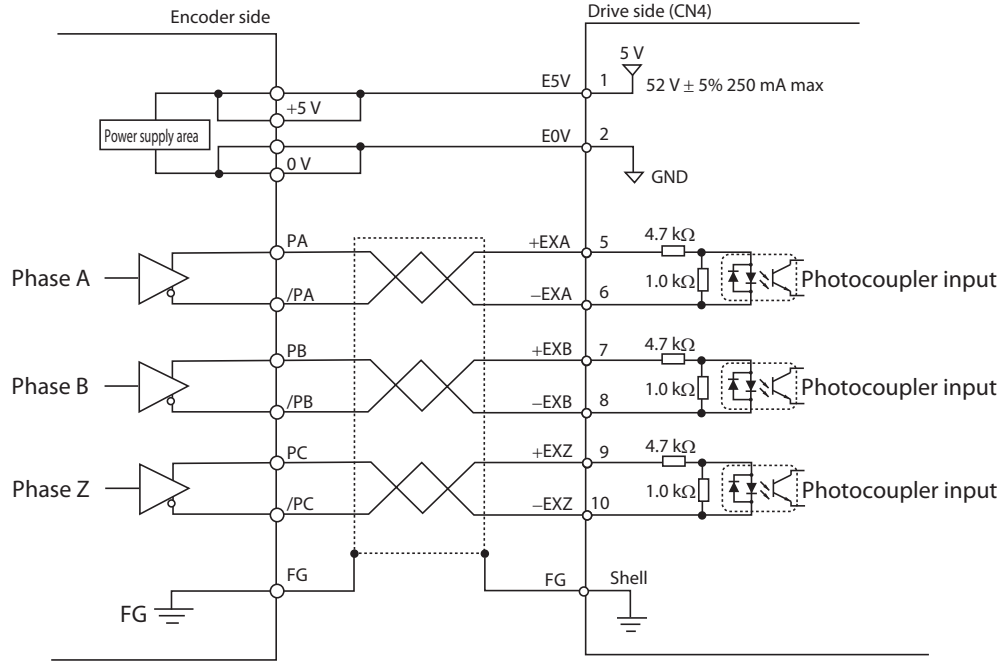 Encoder side
Drive side (CN4)
5 V
E5V
1
52 V ± 5% 250 mA max
+5 V
Power supply area
E0V
2
0 V
GND
PA
+EXA
5
4.7 kΩ
Phase A
1.0 kΩ
Photocoupler input
/PA
−EXA
6
PB
+EXB
7
4.7 kΩ
Phase B
1.0 kΩ
Photocoupler input
/PB
−EXB
8
PC
+EXZ
9
4.7 kΩ
Phase Z
1.0 kΩ
Photocoupler input
/PC
−EXZ
10
FG
FG
Shell
FG